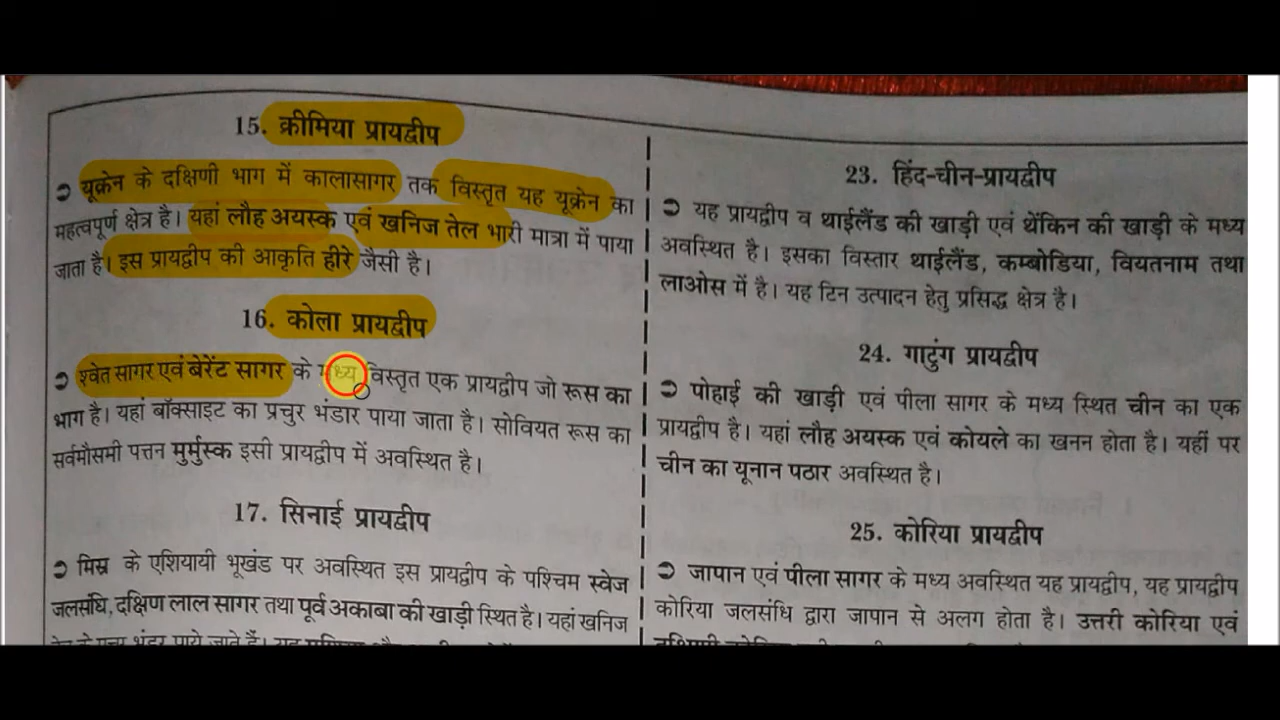 15. क्रीमिया प्रायद्वीप
➲ यूक्रेन के दक्षिणी भाग में कालासागर तक विस्तृत यह यूक्रेन का
महत्वपूर्ण क्षेत्र है। यहां लौह अयस्क एवं खनिज तेल भारी मात्रा में पाया
जाता है। इस प्रायद्वीप की आकृति हीरे जैसी है।
16. कोला प्रायद्वीप
➲ श्वेत सागर एवं बेरेंट सागर के मध्य विस्तृत एक प्रायद्वीप जो रूस का
भाग है। यहां बॉक्साइट का प्रचुर भंडार पाया जाता है। सोवियत रूस का
सर्वमौसमी पत्तन मुर्मुस्क इसी प्रायद्वीप में अवस्थित है।
17. सिनाई प्रायद्वीप
➲ मिस्र के एशियायी भूखंड पर अवस्थित इस प्रायद्वीप के पश्चिम स्वेज
जलसंधि, दक्षिण लाल सागर तथा पूर्व अकाबा की खाड़ी स्थित है। यहां खनिज
23. हिंद-चीन-प्रायद्वीप
➲ यह प्रायद्वीप व थाईलैंड की खाड़ी एवं थेंकिन की खाड़ी के मध्य
अवस्थित है। इसका विस्तार थाईलैंड, कम्बोडिया, वियतनाम तथा
लाओस में है। यह टिन उत्पादन हेतु प्रसिद्ध क्षेत्र है।
24. गाटुंग प्रायद्वीप
➲ पोहाई की खाड़ी एवं पीला सागर के मध्य स्थित चीन का एक
प्रायद्वीप है। यहां लौह अयस्क एवं कोयले का खनन होता है। यहीं पर
चीन का यूनान पठार अवस्थित है।
25. कोरिया प्रायद्वीप
➲ जापान एवं पीला सागर के मध्य अवस्थित यह प्रायद्वीप, यह प्रायद्वीप
कोरिया जलसंधि द्वारा जापान से अलग होता है। उत्तरी कोरिया एवं